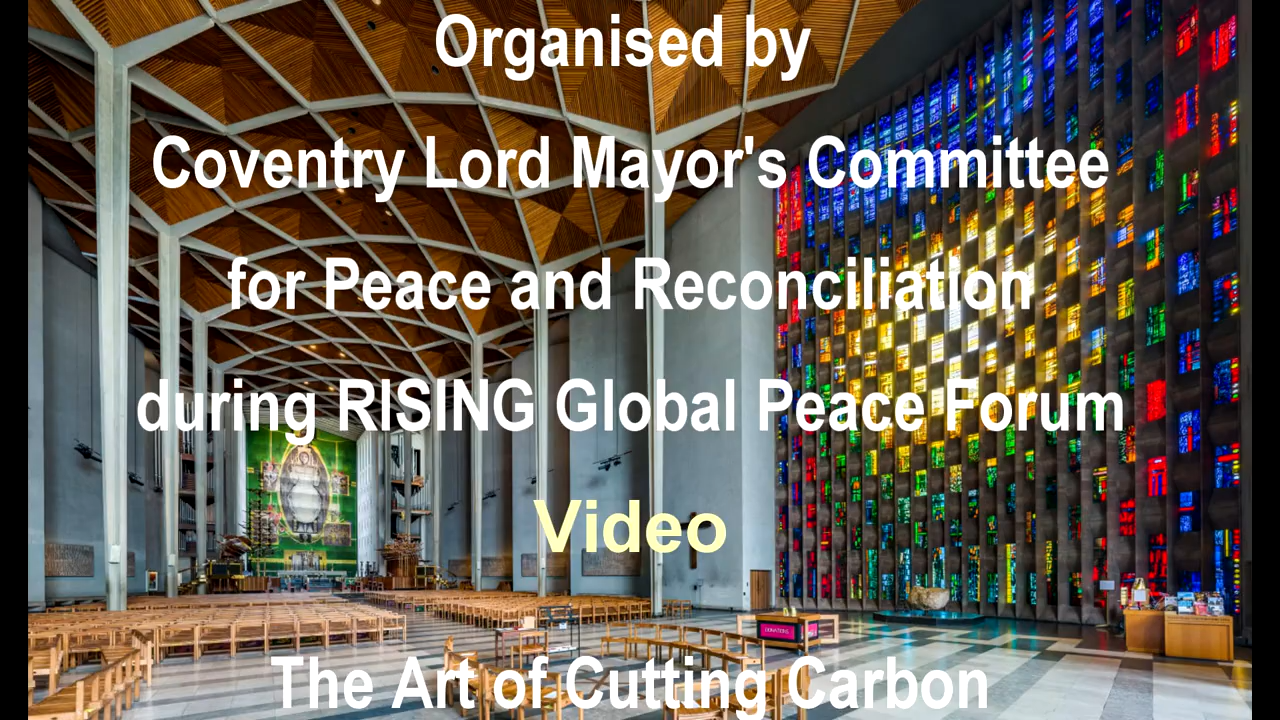 Organised by
Coventry Lord Mayor's Committee
for Peace and Reconciliation
during RISING Global Peace Forum
Video
DONATIONS
The Art of Cutting Carbon